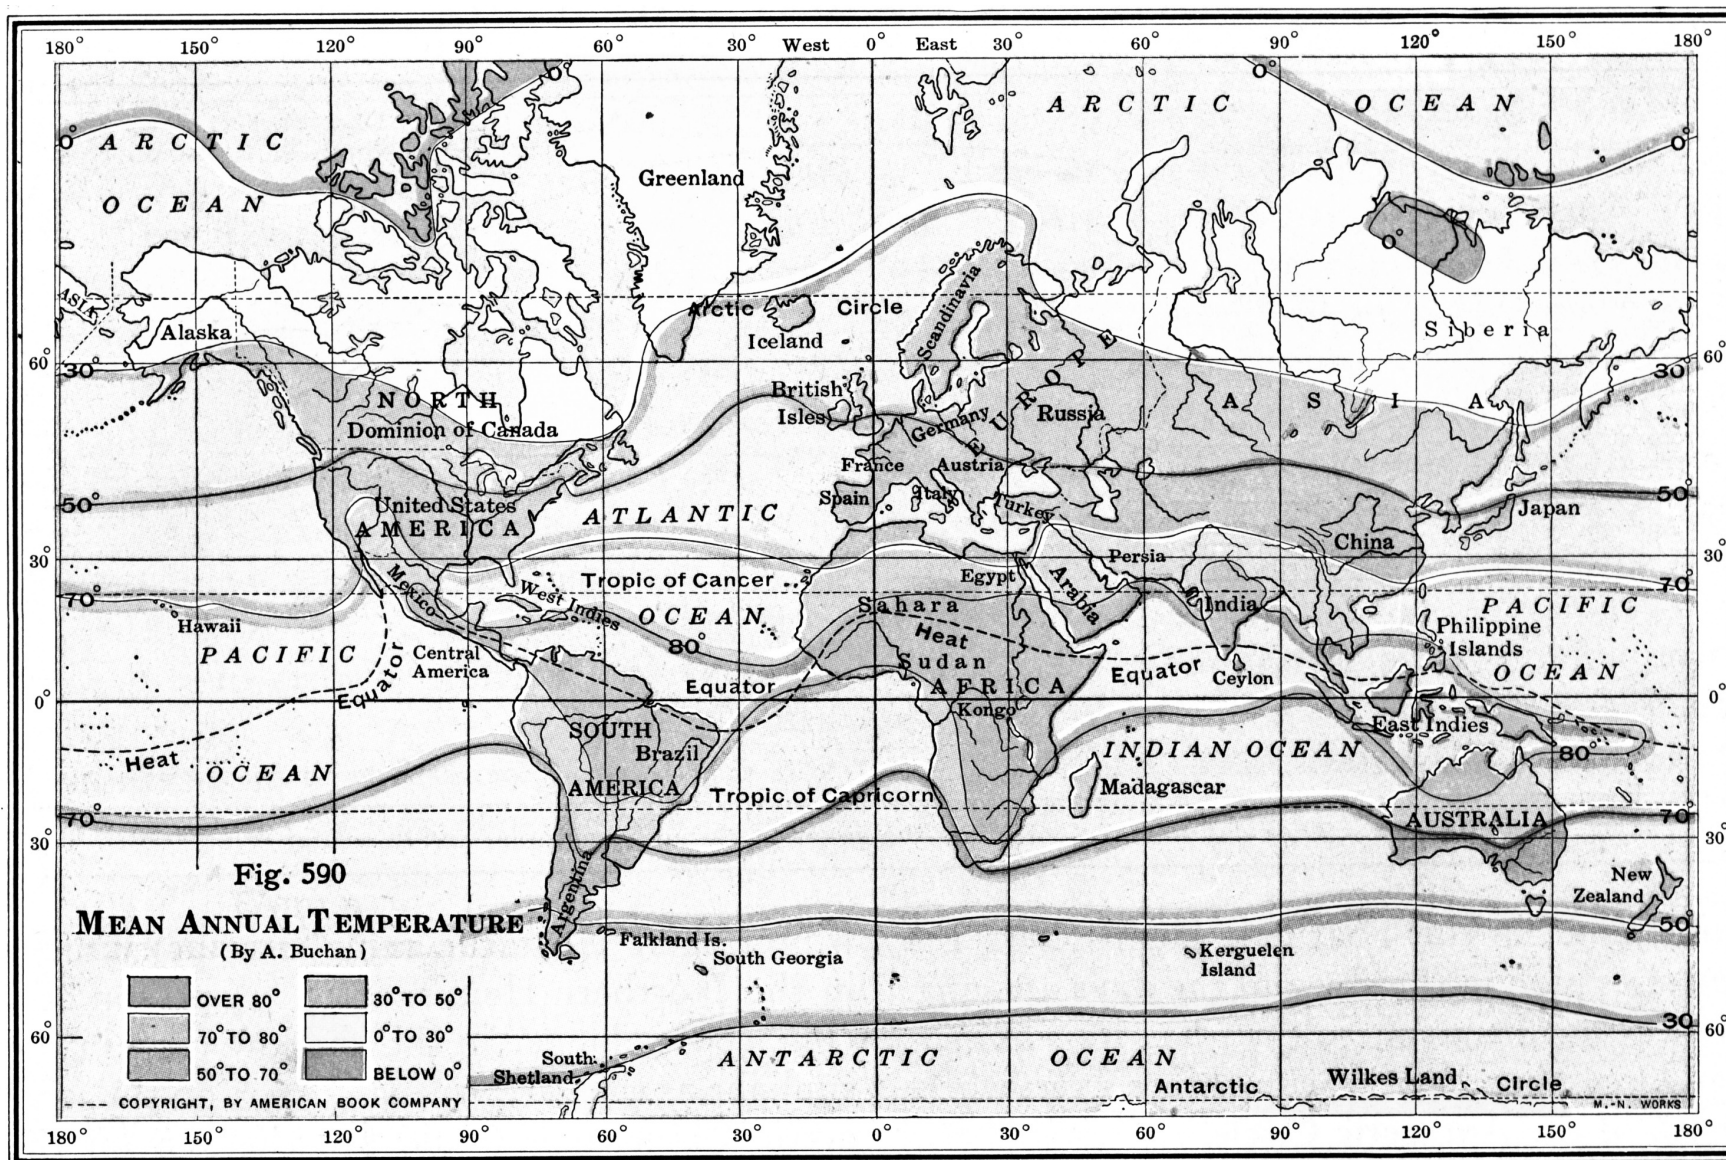 180° 150° 120° 90° 60° 30° West 0° East 30° 60° 90° 120° 150° 180°
0° 0° 0°
ARCTIC OCEAN
ARCTIC OCEAN
0°
Greenland
0°
ASIA
Arctic Circle
Alaska
Iceland
Scandinavia
Siberia
60° 60°
30° 30°
NORTH
Dominion of Canada
British
Isles
EUROPE
Germany
Russia
ASIA
France
Austria
50° 50°
United States
AMERICA
ATLANTIC
Spain
Italy
Turkey
Japan
China
30° 30°
Mexico
Tropic of Cancer
Egypt
Arabia
Persia
70° 70°
Hawaii
West Indies
OCEAN
Sahara
India
PACIFIC
PACIFIC
Central
America
80°
Heat
Sudan
Philippine
Islands
Equator
Equator
AFRICA
Equator
Ceylon
OCEAN
0° 0°
Kongo
SOUTH
Brazil
East Indies
Heat
OCEAN
INDIAN OCEAN
80°
AMERICA
Tropic of Capricorn
Madagascar
70° 70°
AUSTRALIA
30° 30°
Argentina
New
Zealand
Fig. 590
MEAN ANNUAL TEMPERATURE
(By A. Buchan)
Falkland Is.
50°
South Georgia
Kerguelen
Island
OVER 80° 30° TO 50°
70° TO 80° 0° TO 30°
50° TO 70° BELOW 0°
30
60° 60°
South
Shetland
ANTARCTIC OCEAN
Antarctic Wilkes Land Circle
COPYRIGHT, BY AMERICAN BOOK COMPANY
M.-N. WORKS
180° 150° 120 90° 60° 30° 0° 30° 60° 90° 120° 150° 180°